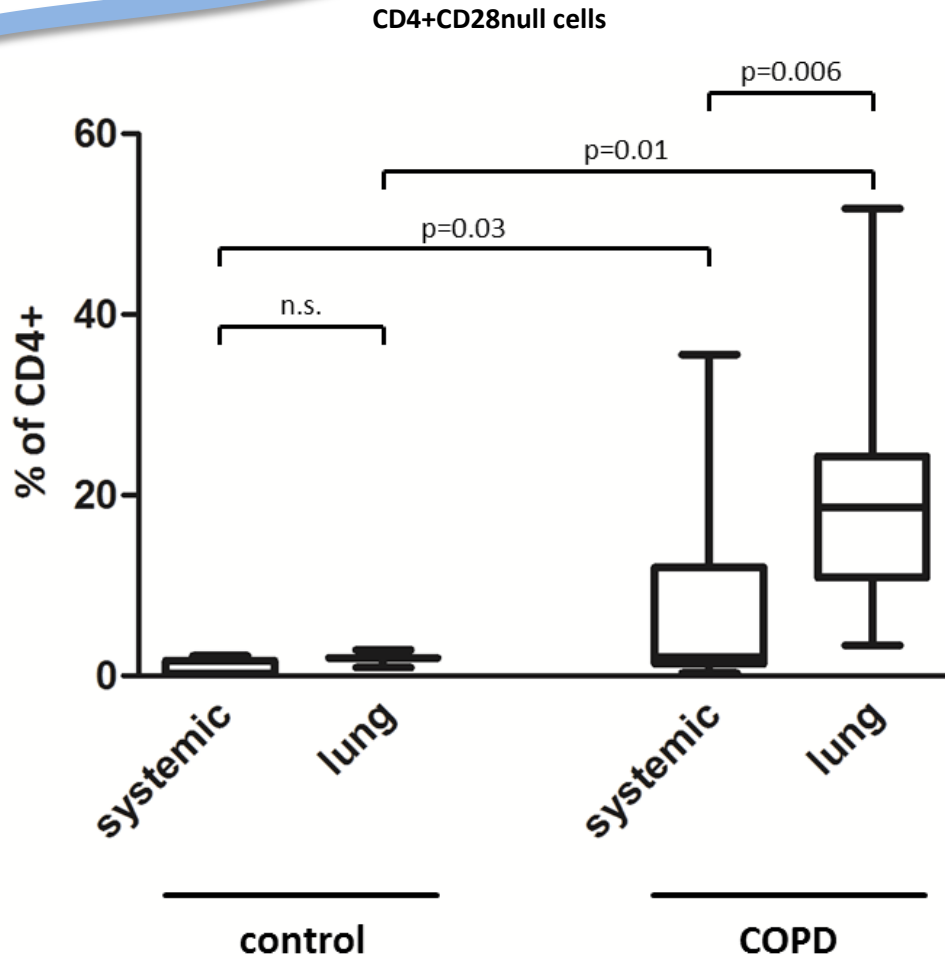 CD4+CD28null cells
p=0.006
60
p=0.01
p=0.03
n.s.
40
% of CD4+
20
0
systemic
lung
systemic
lung
control
COPD